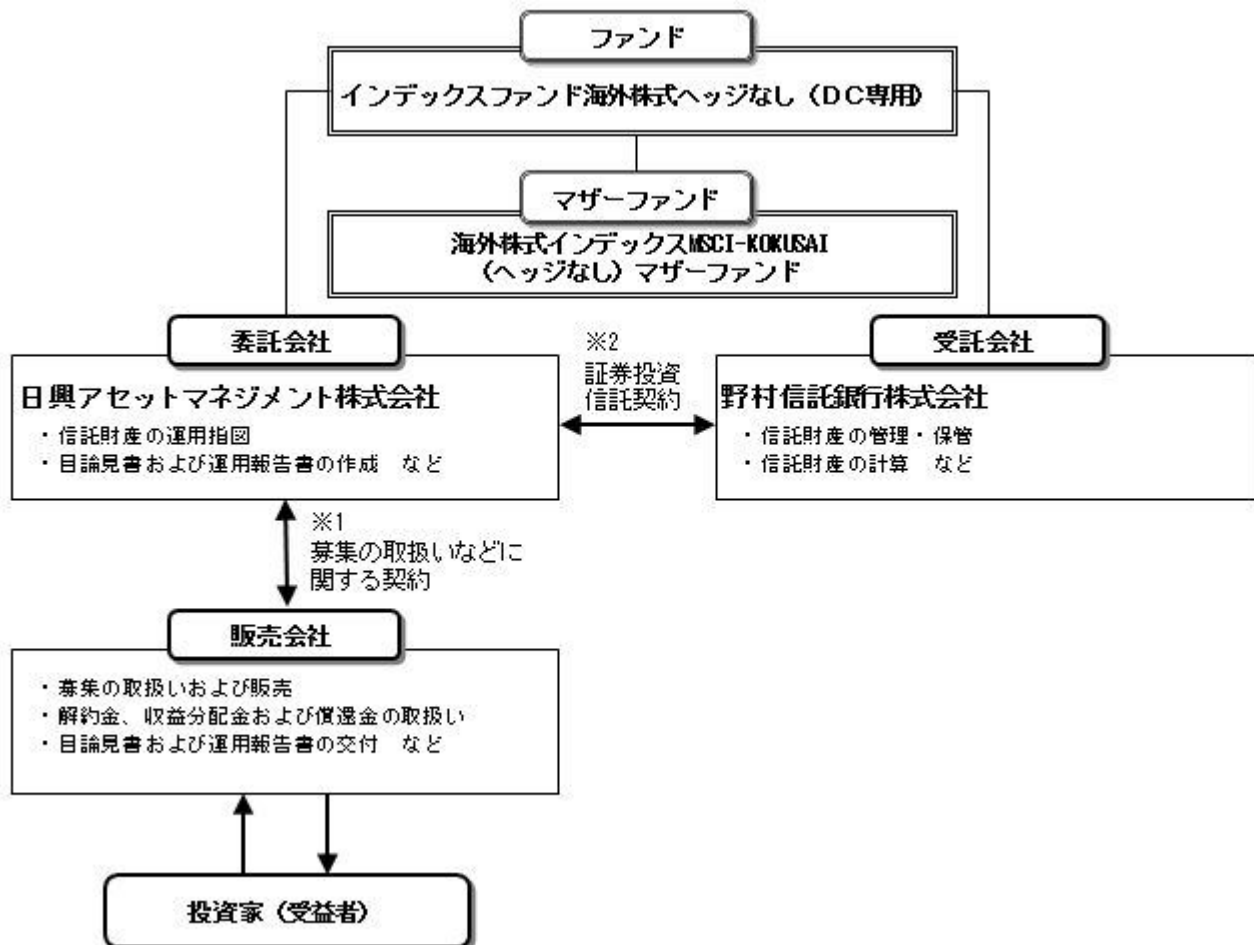 ファンド
インデックスファンド海外株式ヘッジなし（ＤＣ専用）
マザーファンド
海外株式インデックスMSCI-KOKUSAI
（ヘッジなし）マザーファンド
委託会社
日興アセットマネジメント株式会社
・信託財産の運用指図
・目論見書および運用報告書の作成　など
※2
証券投資
信託契約
受託会社
野村信託銀行株式会社
・信託財産の管理・保管
・信託財産の計算　など
※1
募集の取扱いなどに
関する契約
販売会社
・募集の取扱いおよび販売
・解約金、収益分配金および償還金の取扱い
・目論見書および運用報告書の交付　など
投資家（受益者）